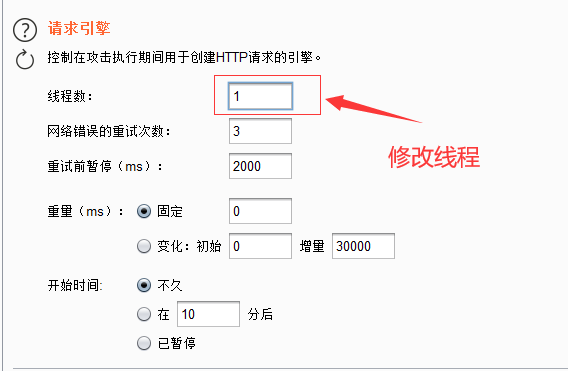 请求引擎
控制在攻击执行期间用于创建HTTP请求的引擎。
线程数： 1
网络错误的重试次数： 3
修改线程
重试前暂停（ms）： 2000
重量（ms）： 固定 0
变化：初始 0 增量 30000
开始时间: 不久
在 10 分后
已暂停